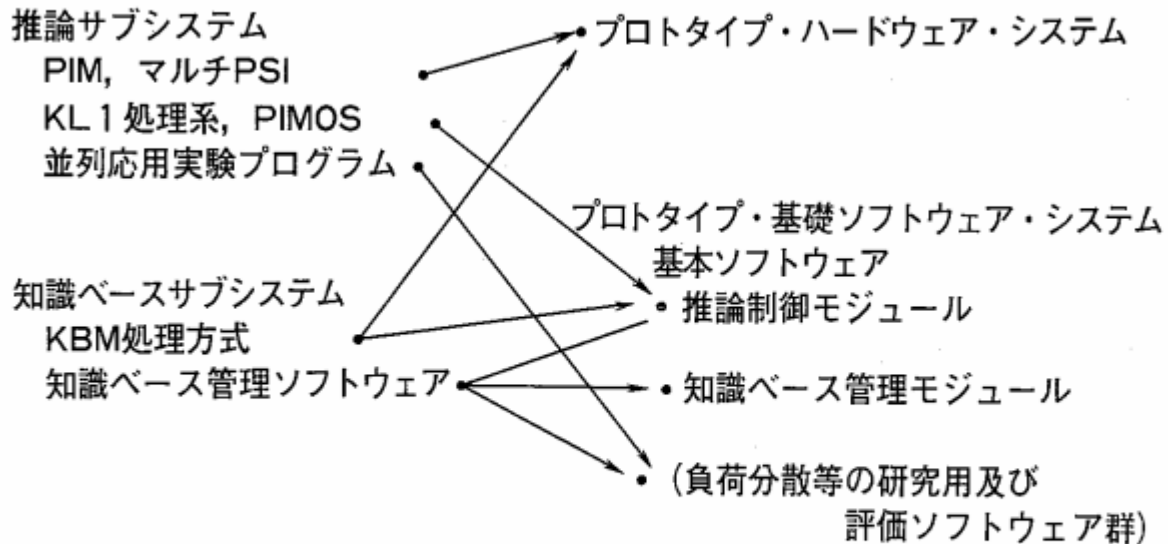 推論サブシステム
PIM, マルチPSI
KL1処理系, PIMOS
並列応用実験プログラム
知識ベースサブシステム
KBM処理方式
知識ベース管理ソフトウェア
・プロトタイプ・ハードウェア・システム
プロトタイプ・基礎ソフトウェア・システム
基本ソフトウェア
・推論制御モジュール
・知識ベース管理モジュール
・(負荷分散等の研究用及び
評価ソフトウェア群)